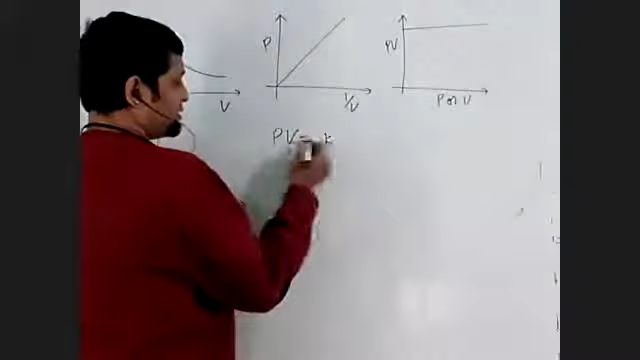 V
P
1/V
PV
P or V
PV = k